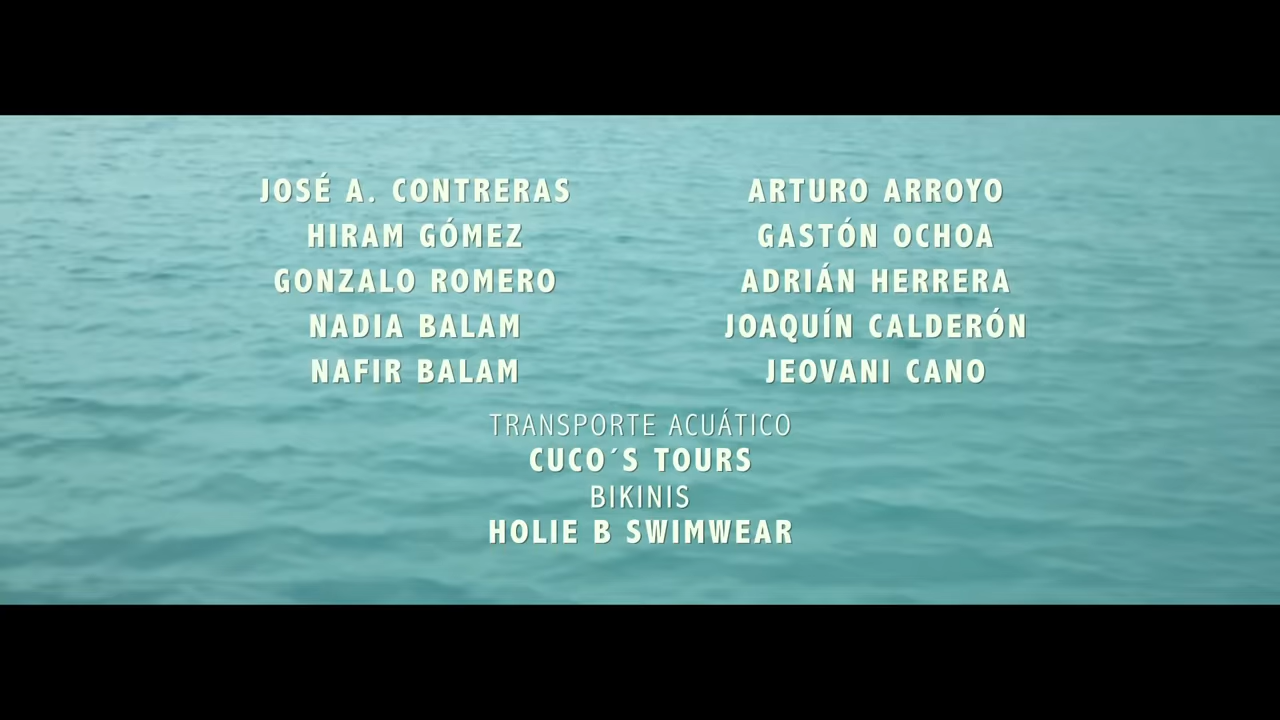 JOSÉ A. CONTRERAS ARTURO ARROYO
HIRAM GÓMEZ GASTÓN OCHOA
GONZALO ROMERO ADRIÁN HERRERA
NADIA BALAM JOAQUÍN CALDERÓN
NAFIR BALAM JEOVANI CANO
TRANSPORTE ACUÁTICO
CUCO´S TOURS
BIKINIS
HOLIE B SWIMWEAR